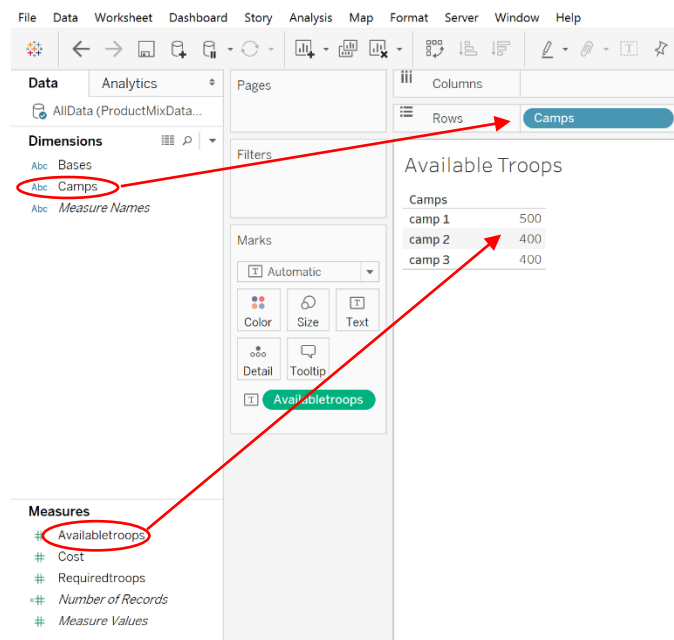 File Data Worksheet Dashboard Story Analysis Map Format Server Window Help
T
Data Analytics
AllData (ProductMixData...
Dimensions
Abc Bases
Abc Camps
Abc Measure Names
Measures
# Availabletroops
# Cost
# Requiredtroops
=# Number of Records
# Measure Values
Pages
Filters
Marks
T Automatic
Color Size T Text
Detail Tooltip
T Availabletroops
Columns
Rows Camps
Available Troops
Camps
camp 1 500
camp 2 400
camp 3 400